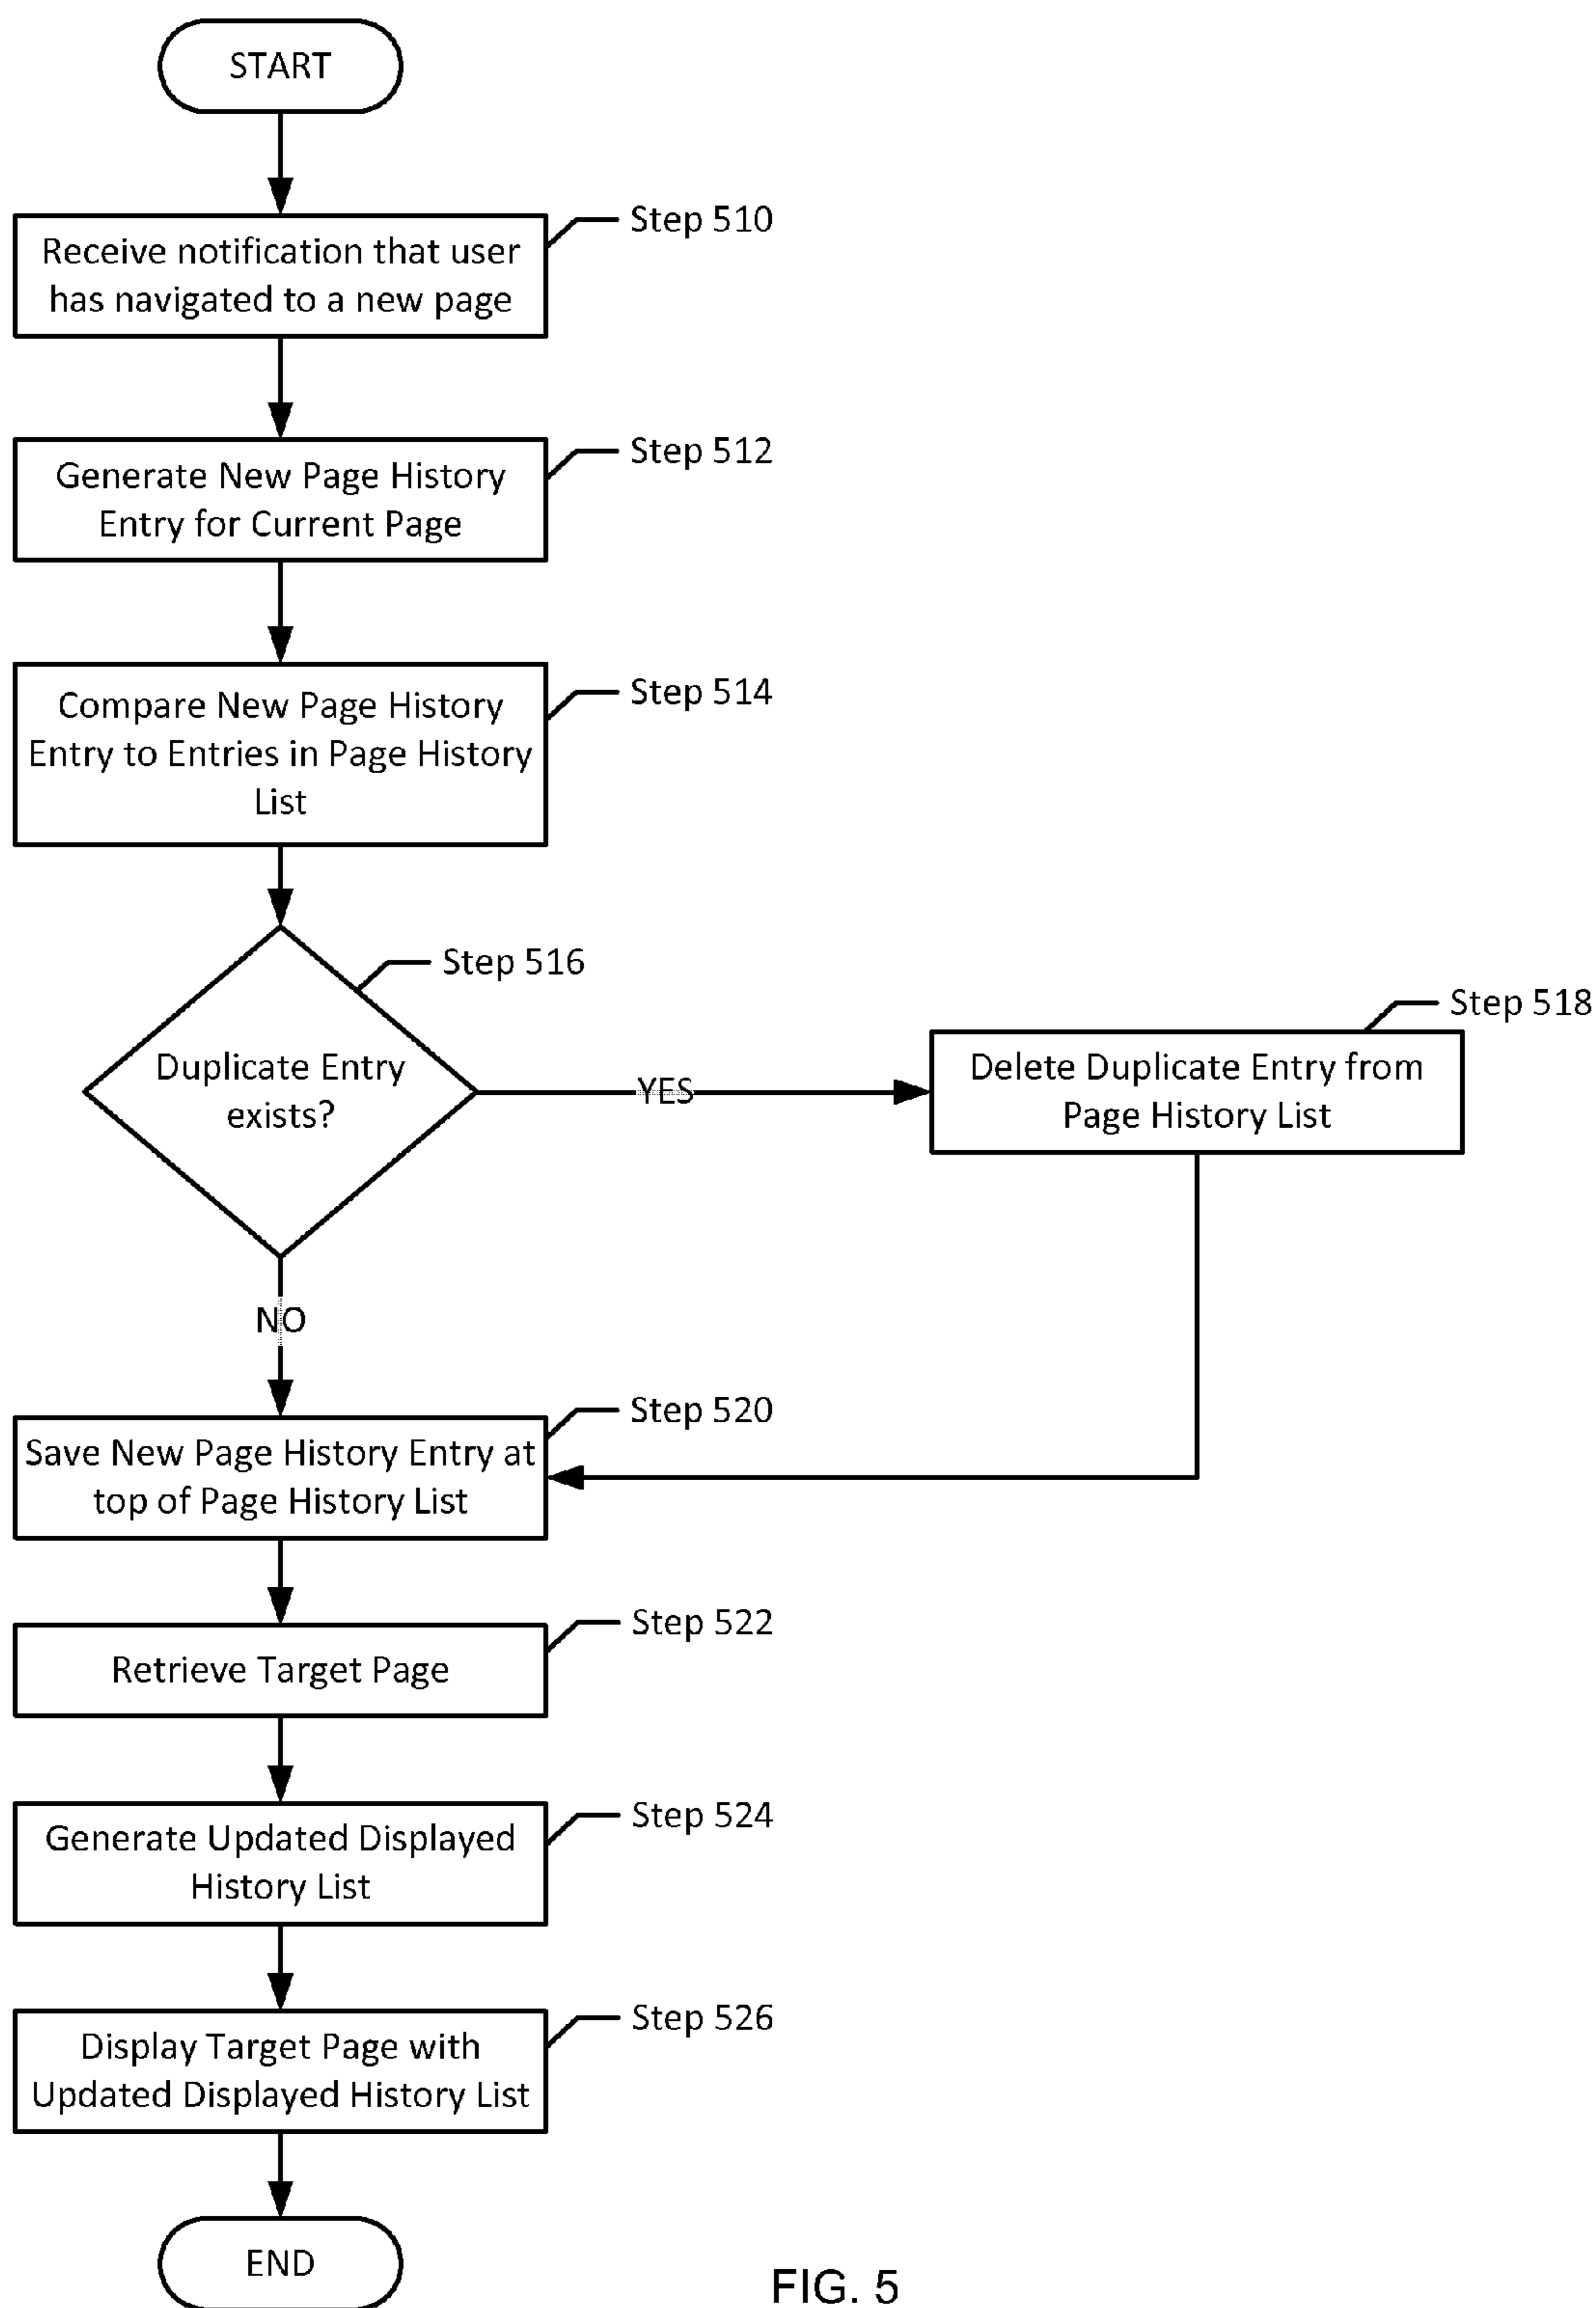 START
Step 510
Receive notification that user
has navigated to a new page
Step 512
Generate New Page History
Entry for Current Page
Step 514
Compare New Page History
Entry to Entries in Page History
List
Step 516
Duplicate Entry
exists?
YES
Step 518
Delete Duplicate Entry from
Page History List
NO
Step 520
Save New Page History Entry at
top of Page History List
Step 522
Retrieve Target Page
Step 524
Generate Updated Displayed
History List
Step 526
Display Target Page with
Updated Displayed History List
END
FIG. 5